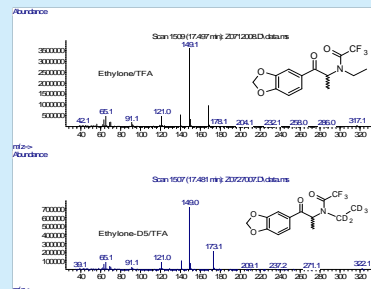 Abundance
Scan 1509 (17.497 min): Z0712008.D\data.ms
149.1
3500000
3000000
2500000
2000000
1500000
1000000
500000
Ethylone/TFA
42.1
65.1
91.1
121.0
178.1
204.1
232.1
258.0
286.0
317.1
O
CF3
O
N
O
O
40 60 80 100 120 140 160 180 200 220 240 260 280 300 320
m/z-->
Abundance
Scan 1507 (17.481 min): Z0727007.D\data.ms
149.0
700000
600000
500000
400000
300000
200000
100000
Ethylone-D5/TFA
39.1
65.1
91.1
121.0
173.1
209.1
237.2
271.1
322.1
O
CF3
O
N
CD3
C
D2
O
O
40 60 80 100 120 140 160 180 200 220 240 260 280 300 320